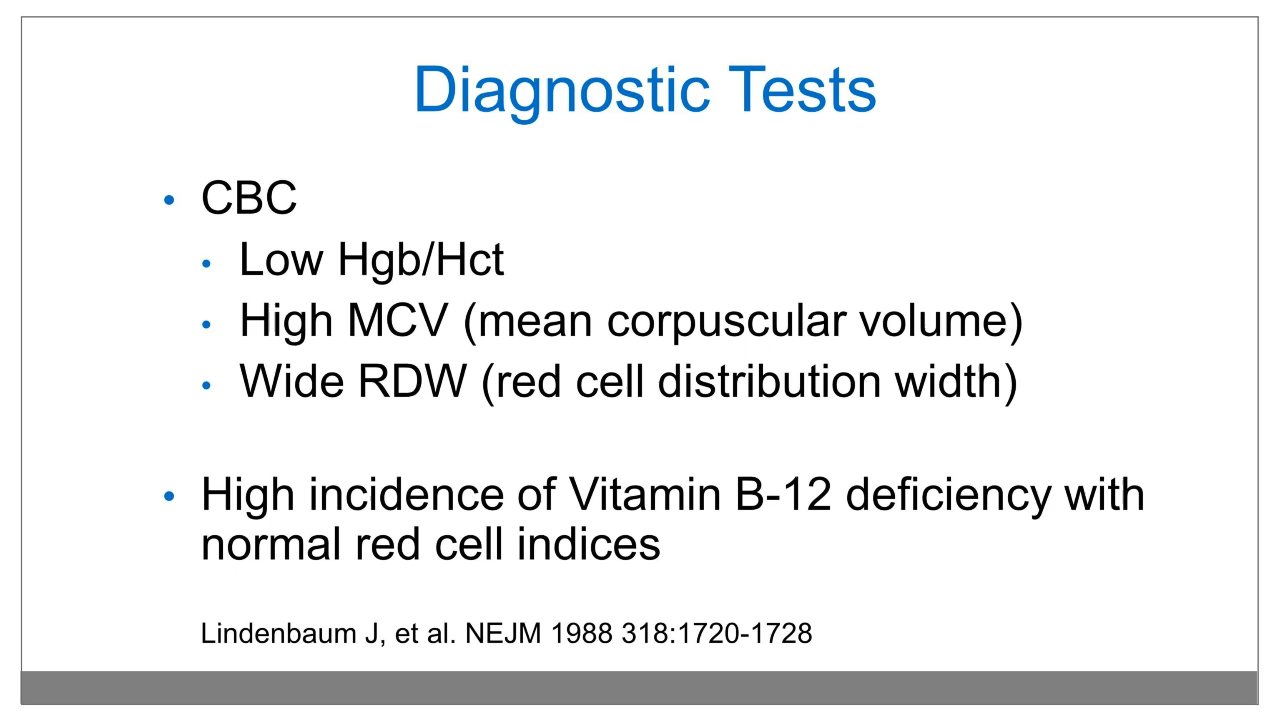 Diagnostic Tests
• CBC
• Low Hgb/Hct
• High MCV (mean corpuscular volume)
• Wide RDW (red cell distribution width)
• High incidence of Vitamin B-12 deficiency with
normal red cell indices
Lindenbaum J, et al. NEJM 1988 318:1720-1728